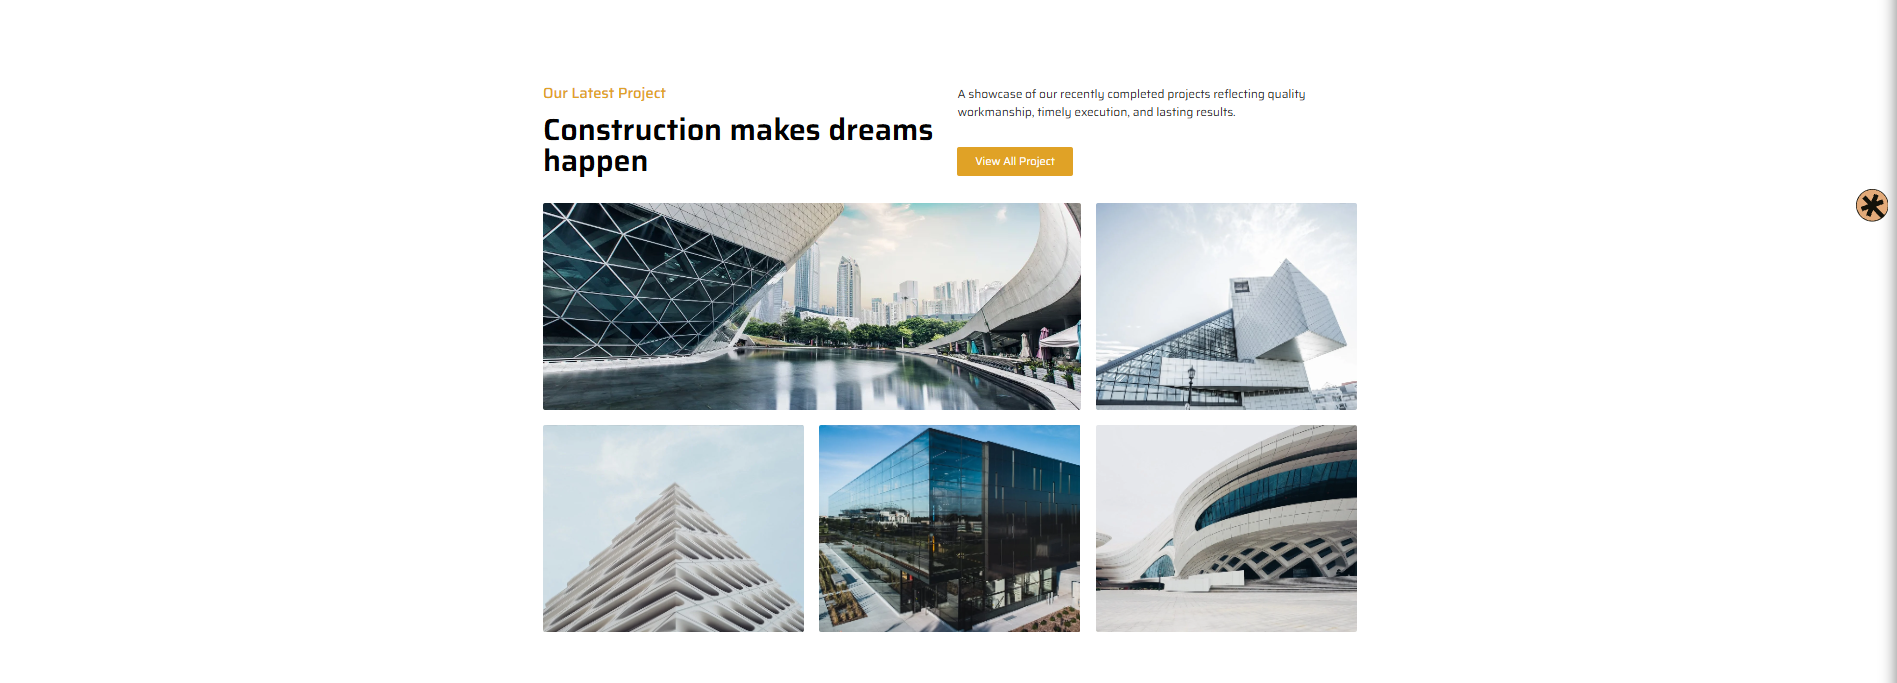 Our Latest Project
Construction makes dreams
happen
A showcase of our recently completed projects reflecting quality
workmanship, timely execution, and lasting results.
View All Project